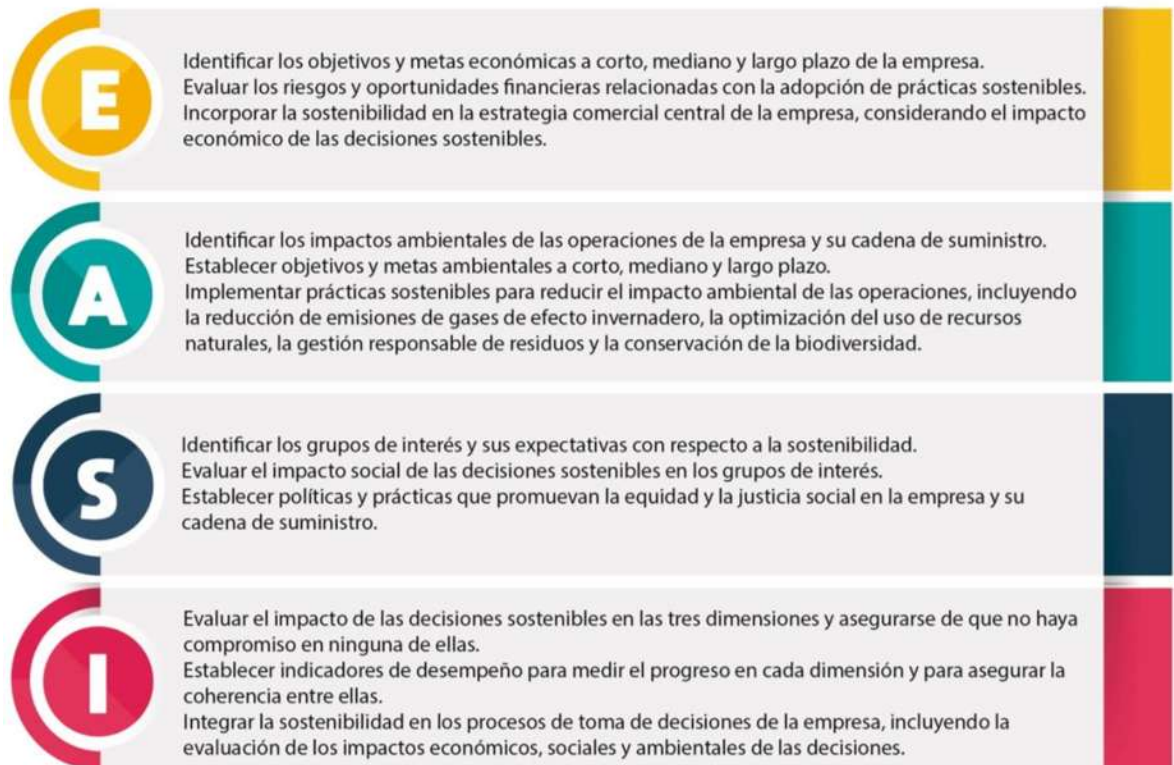 E
Identificar los objetivos y metas económicas a corto, mediano y largo plazo de la empresa.
Evaluar los riesgos y oportunidades financieras relacionadas con la adopción de prácticas sostenibles.
Incorporar la sostenibilidad en la estrategia comercial central de la empresa, considerando el impacto
económico de las decisiones sostenibles.
A
Identificar los impactos ambientales de las operaciones de la empresa y su cadena de suministro.
Establecer objetivos y metas ambientales a corto, mediano y largo plazo.
Implementar prácticas sostenibles para reducir el impacto ambiental de las operaciones, incluyendo
la reducción de emisiones de gases de efecto invernadero, la optimización del uso de recursos
naturales, la gestión responsable de residuos y la conservación de la biodiversidad.
S
Identificar los grupos de interés y sus expectativas con respecto a la sostenibilidad.
Evaluar el impacto social de las decisiones sostenibles en los grupos de interés.
Establecer políticas y prácticas que promuevan la equidad y la justicia social en la empresa y su
cadena de suministro.
I
Evaluar el impacto de las decisiones sostenibles en las tres dimensiones y asegurarse de que no haya
compromiso en ninguna de ellas.
Establecer indicadores de desempeño para medir el progreso en cada dimensión y para asegurar la
coherencia entre ellas.
Integrar la sostenibilidad en los procesos de toma de decisiones de la empresa, incluyendo la
evaluación de los impactos económicos, sociales y ambientales de las decisiones.